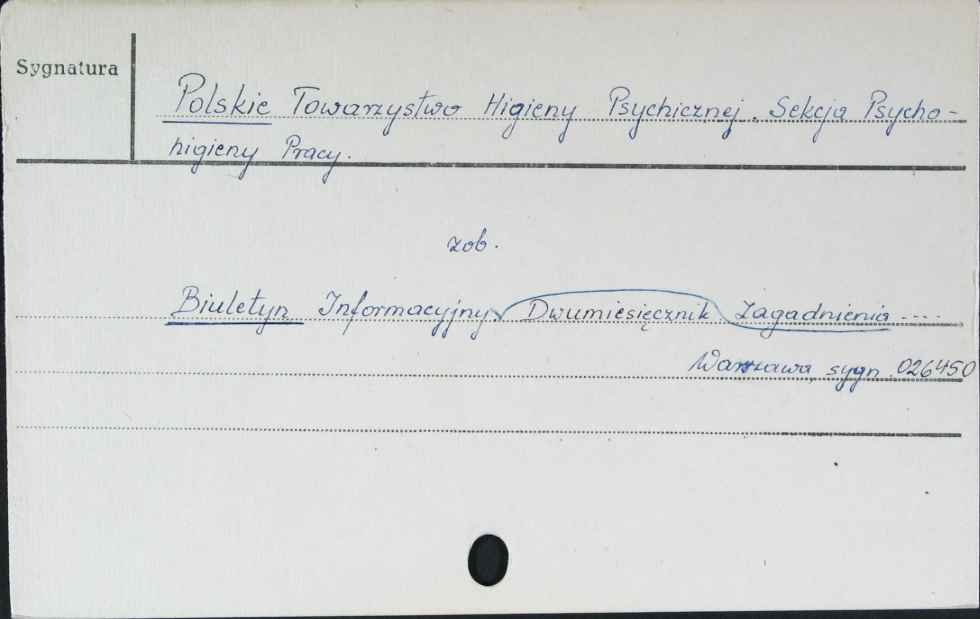 Sygnatura
Polskie Towarzystwo Higieny Psychicznej. Sekcja Psycho-
higieny Pracy.
zob.
Biuletyn Informacyjny Dwumiesięcznik Zagadnienia ....
Warszawa sygn. 026450